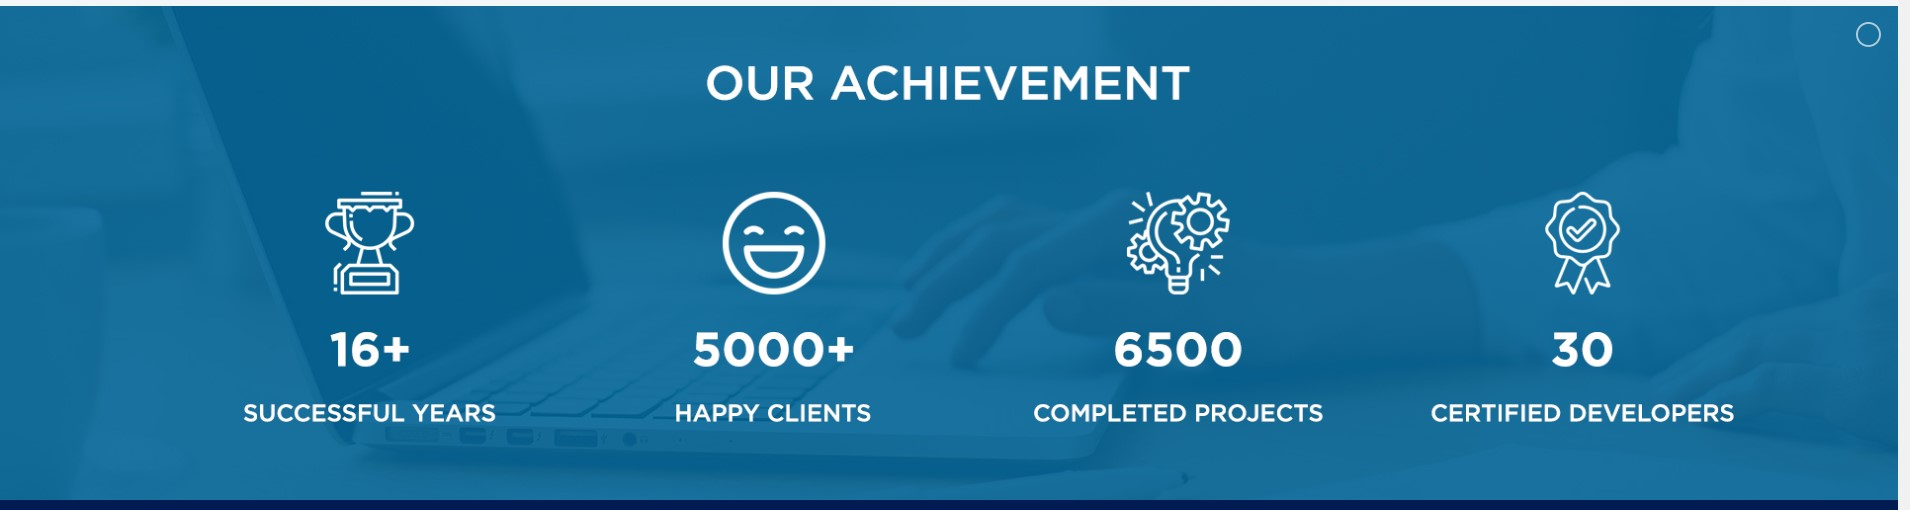 OUR ACHIEVEMENT
16+
5000+
6500
30
SUCCESSFUL YEARS
HAPPY CLIENTS
COMPLETED PROJECTS
CERTIFIED DEVELOPERS